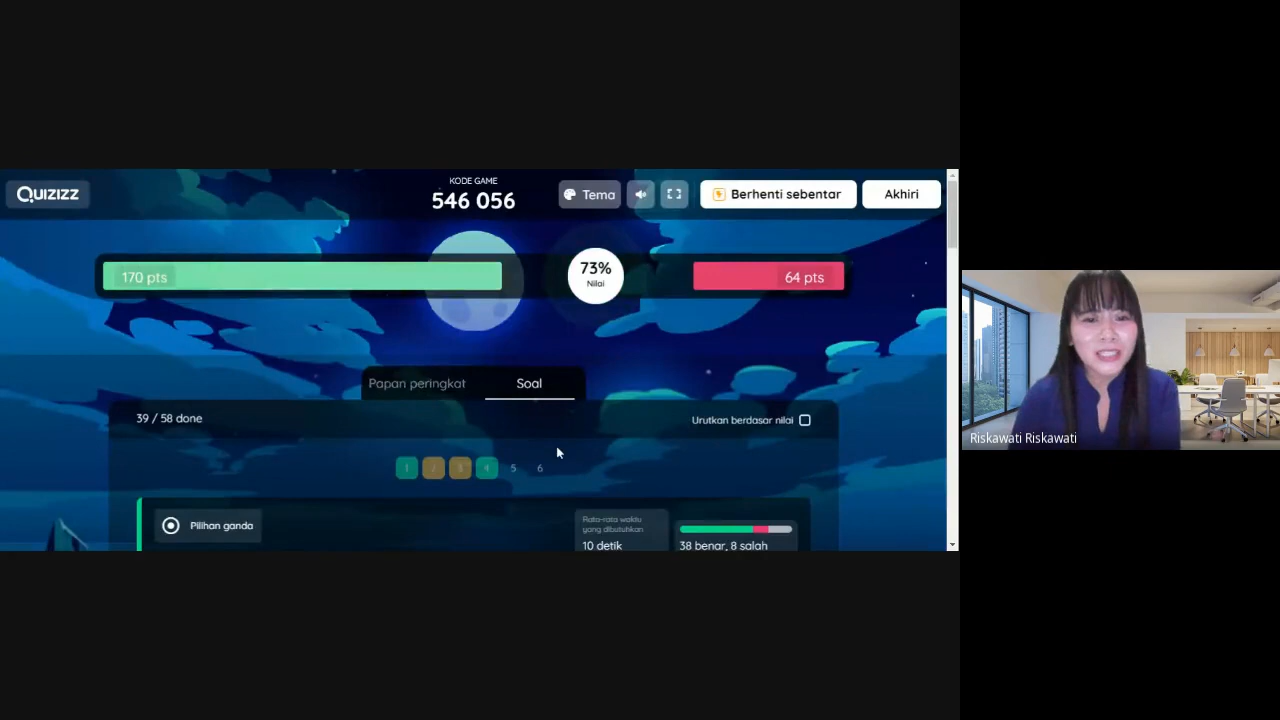 QUIZIZZ
KODE GAME
546 056
Tema
Berhenti sebentar
Akhiri
170 pts
73%
Nilai
64 pts
Papan peringkat
Soal
39 / 58 done
Urutkan berdasar nilai
1 2 3 4 5 6
Pilihan ganda
Rata-rata waktu
yang dibutuhkan
10 detik
38 benar, 8 salah
Riskawati Riskawati